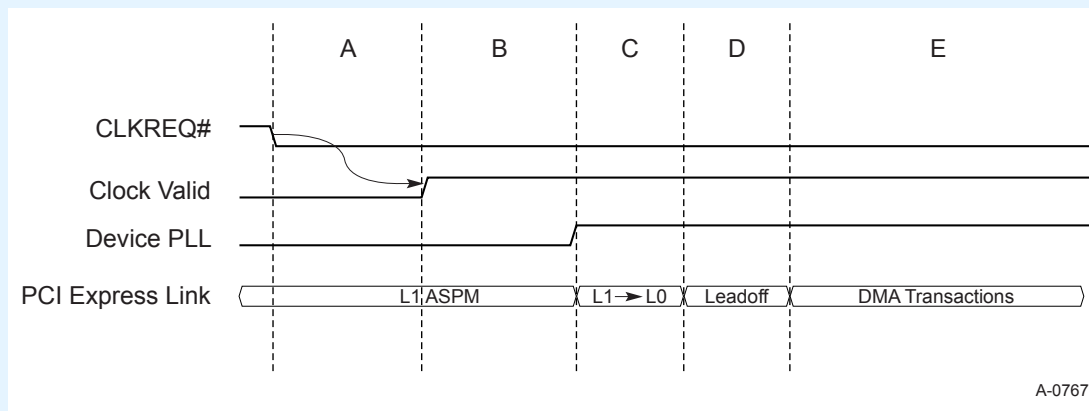 A B C D E
CLKREQ#
Clock Valid
Device PLL
PCI Express Link L1 ASPM L1 → L0 Leadoff DMA Transactions
A-0767